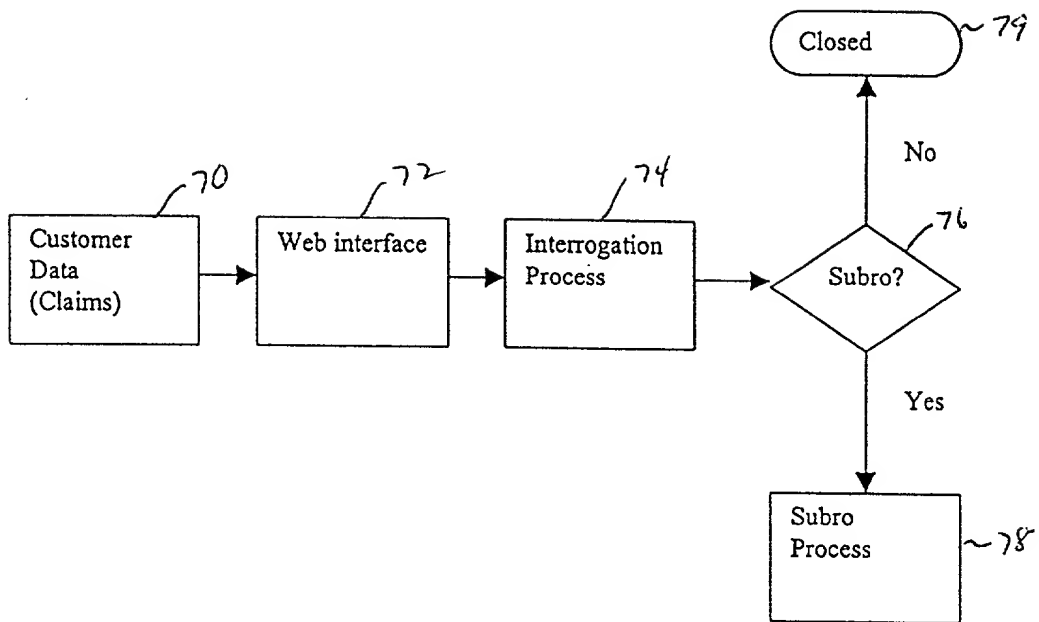 Closed
79
No
70
72
74
76
Customer
Data
(Claims)
Web interface
Interrogation
Process
Subro?
Yes
Subro
Process
78